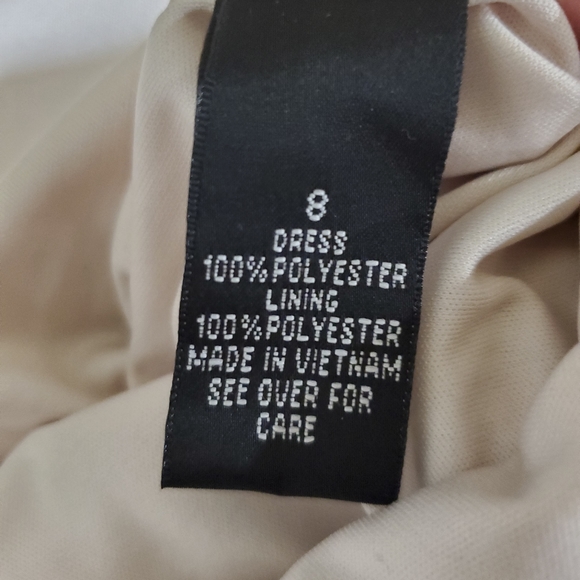 8
DRESS
100% POLYESTER
LINING
100% POLYESTER
MADE IN VIETNAM
SEE OVER FOR
CARE